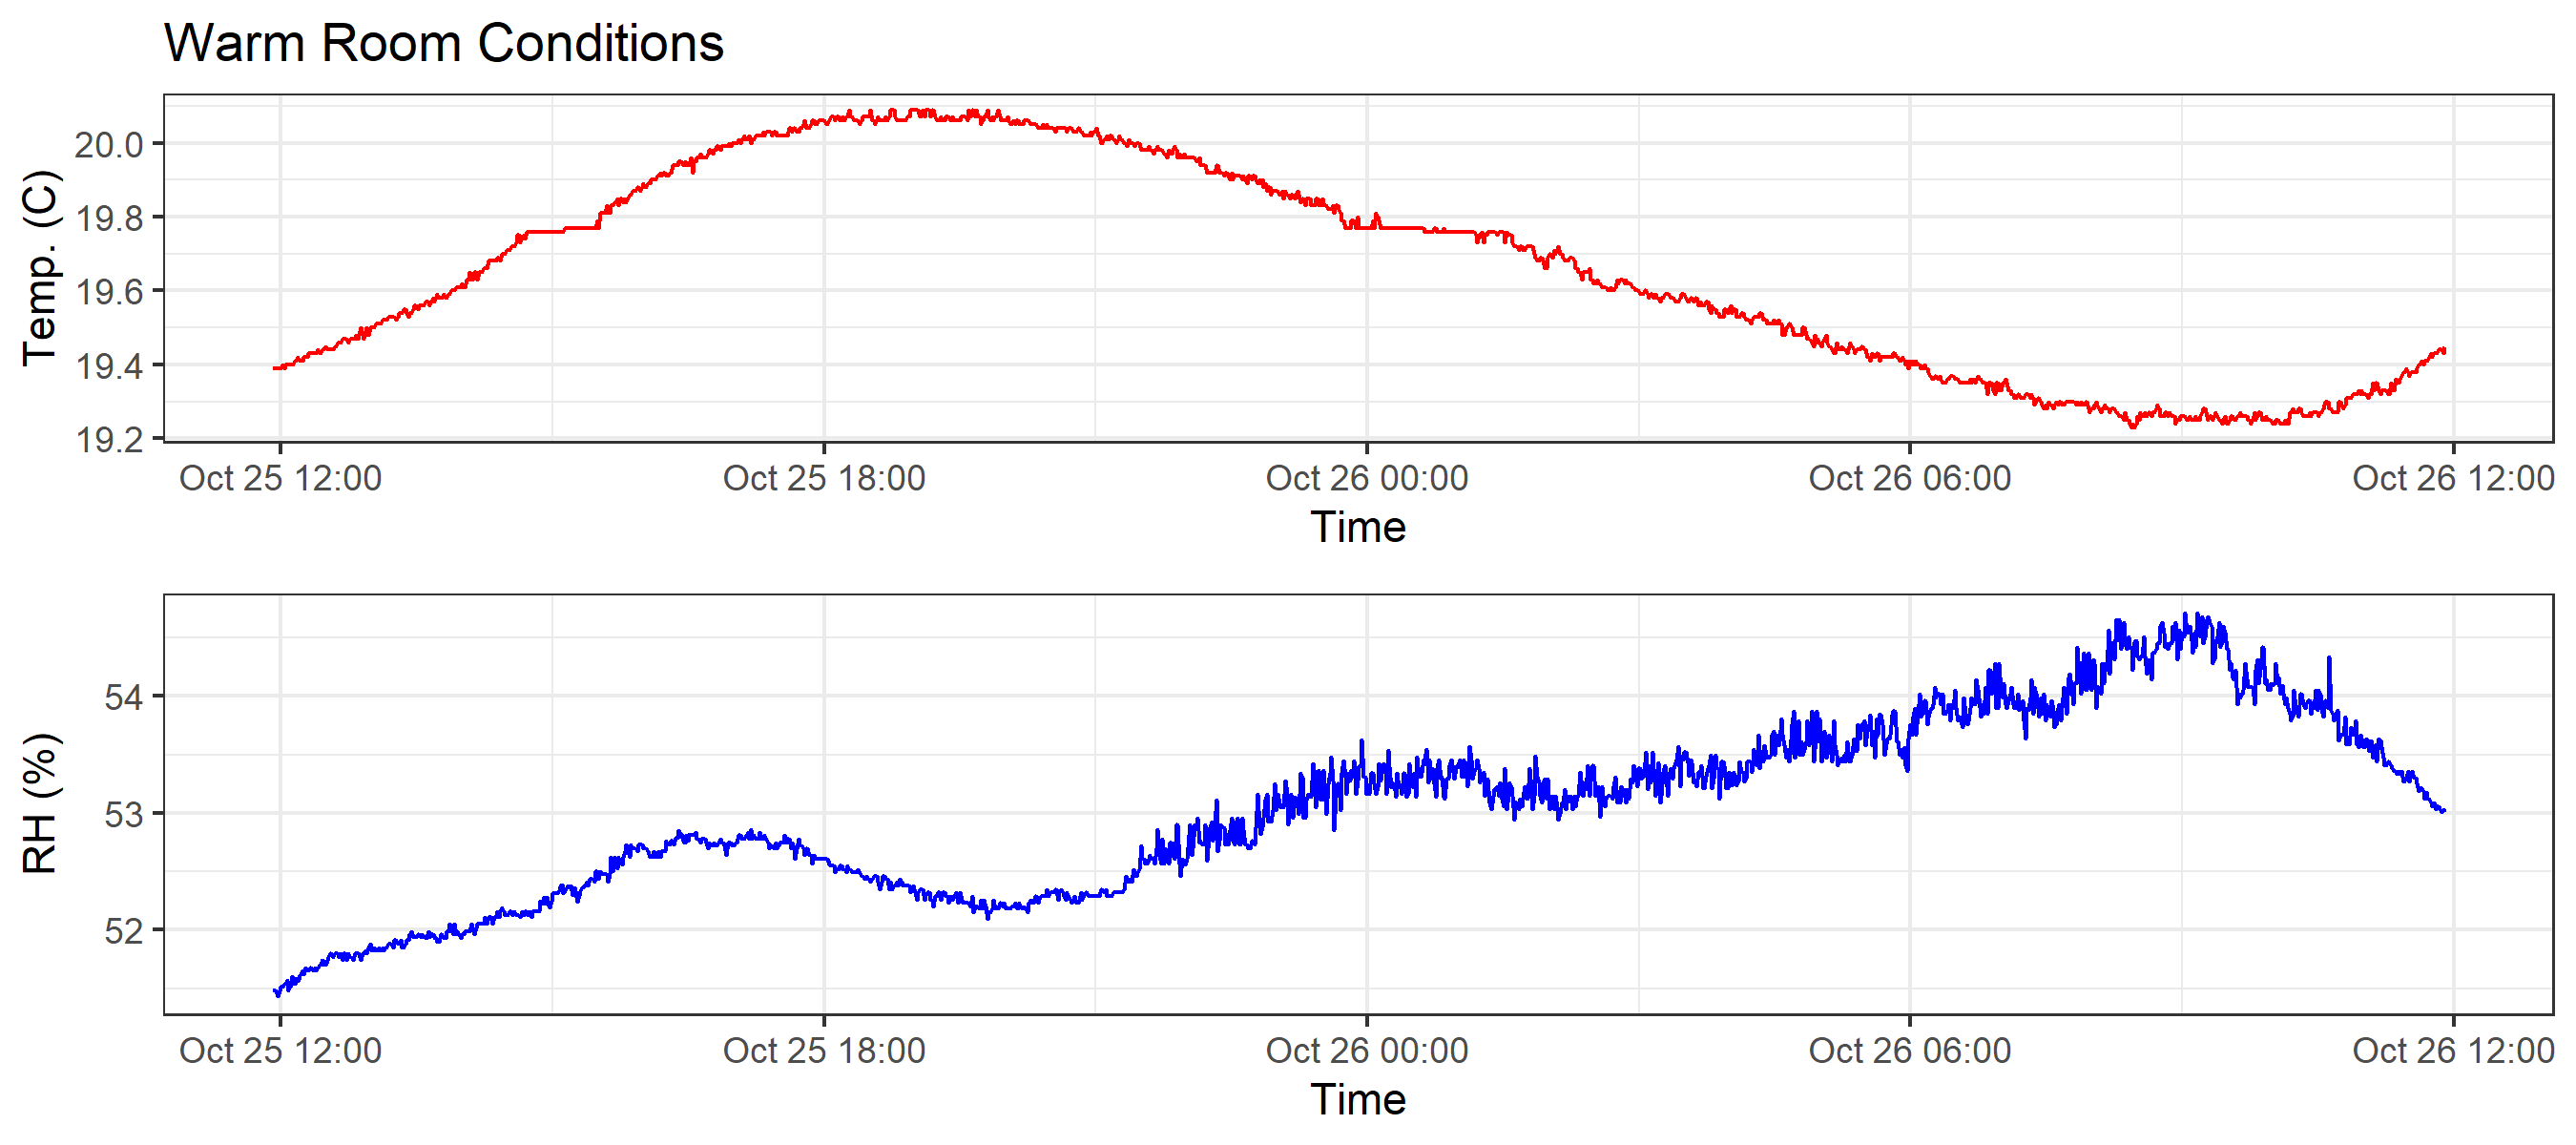 Warm Room Conditions
Temp. (C)
20.0
19.8
19.6
19.4
19.2
Oct 25 12:00 Oct 25 18:00 Oct 26 00:00 Oct 26 06:00 Oct 26 12:00
Time
RH (%)
54
53
52
Oct 25 12:00 Oct 25 18:00 Oct 26 00:00 Oct 26 06:00 Oct 26 12:00
Time